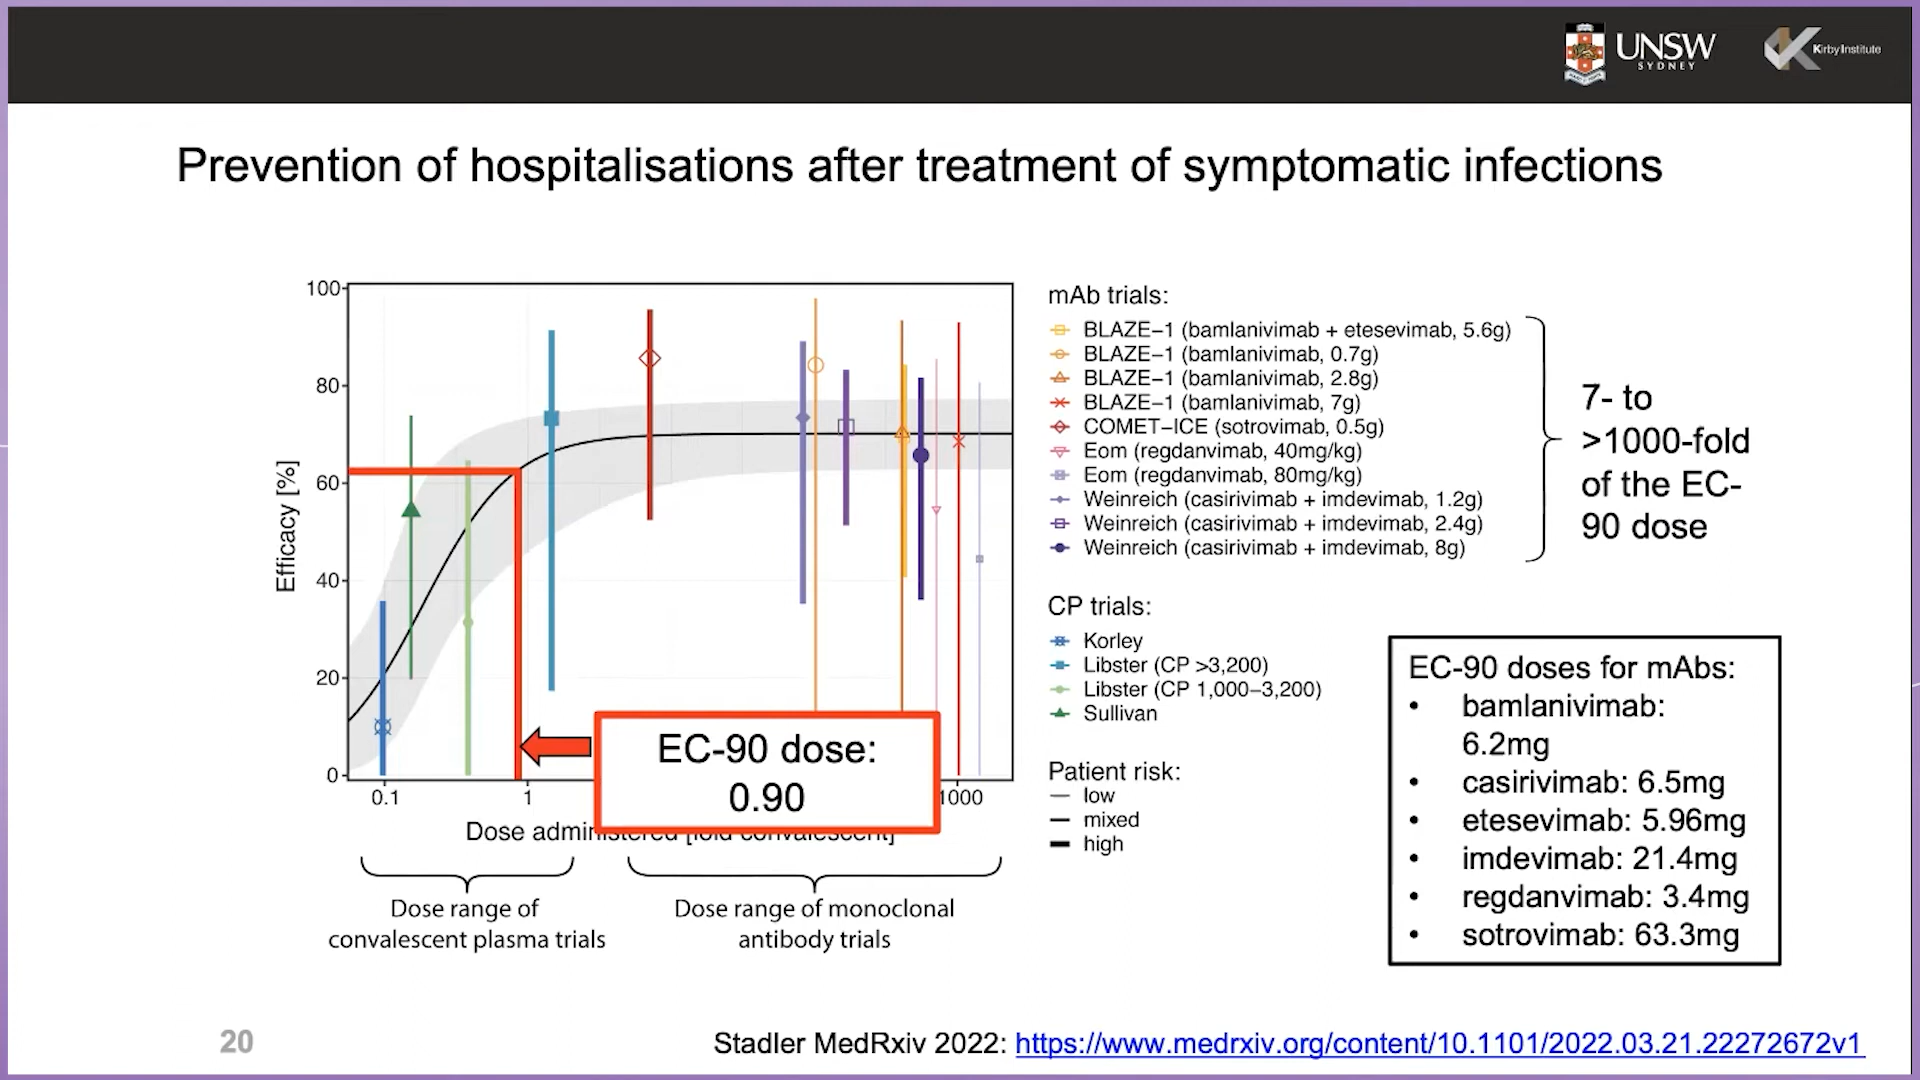 UNSW
SYDNEY
Kirby Institute
Prevention of hospitalisations after treatment of symptomatic infections
100
80
60
40
20
0
Efficacy [%]
0.1
1
1000
Dose administered [fold convalescent]
EC-90 dose:
0.90
Dose range of
convalescent plasma trials
Dose range of monoclonal
antibody trials
mAb trials:
BLAZE−1 (bamlanivimab + etesevimab, 5.6g)
BLAZE−1 (bamlanivimab, 0.7g)
BLAZE−1 (bamlanivimab, 2.8g)
BLAZE−1 (bamlanivimab, 7g)
COMET−ICE (sotrovimab, 0.5g)
Eom (regdanvimab, 40mg/kg)
Eom (regdanvimab, 80mg/kg)
Weinreich (casirivimab + imdevimab, 1.2g)
Weinreich (casirivimab + imdevimab, 2.4g)
Weinreich (casirivimab + imdevimab, 8g)
7- to
>1000-fold
of the EC-
90 dose
CP trials:
Korley
Libster (CP >3,200)
Libster (CP 1,000−3,200)
Sullivan
Patient risk:
low
mixed
high
EC-90 doses for mAbs:
• bamlanivimab:
6.2mg
• casirivimab: 6.5mg
• etesevimab: 5.96mg
• imdevimab: 21.4mg
• regdanvimab: 3.4mg
• sotrovimab: 63.3mg
20
Stadler MedRxiv 2022: https://www.medrxiv.org/content/10.1101/2022.03.21.22272672v1